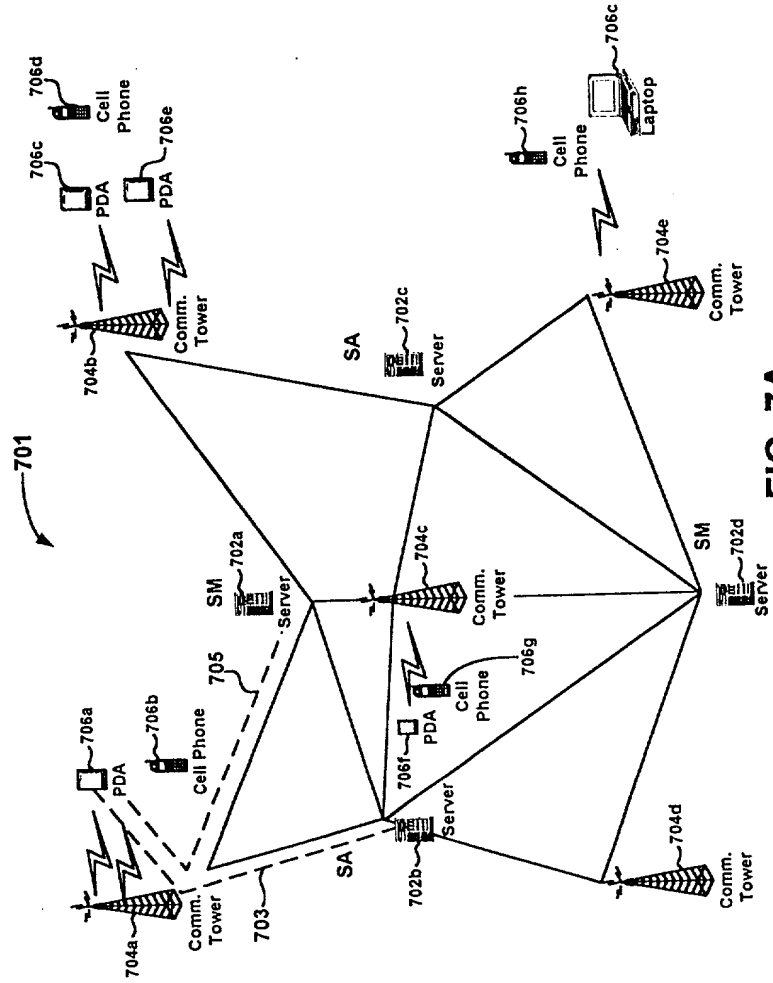 701
706a
PDA
706b
Cell Phone
704a
Comm.
Tower
703
705
SM
702a
Server
704b
Comm.
Tower
706c
PDA
706d
Cell
Phone
706e
PDA
SA
702b
Server
706f
PDA
706g
Cell
Phone
704c
Comm.
Tower
SA
702c
Server
704d
Comm.
Tower
SM
702d
Server
704e
Comm.
Tower
706h
Cell
Phone
706c
Laptop
FIG. 7A